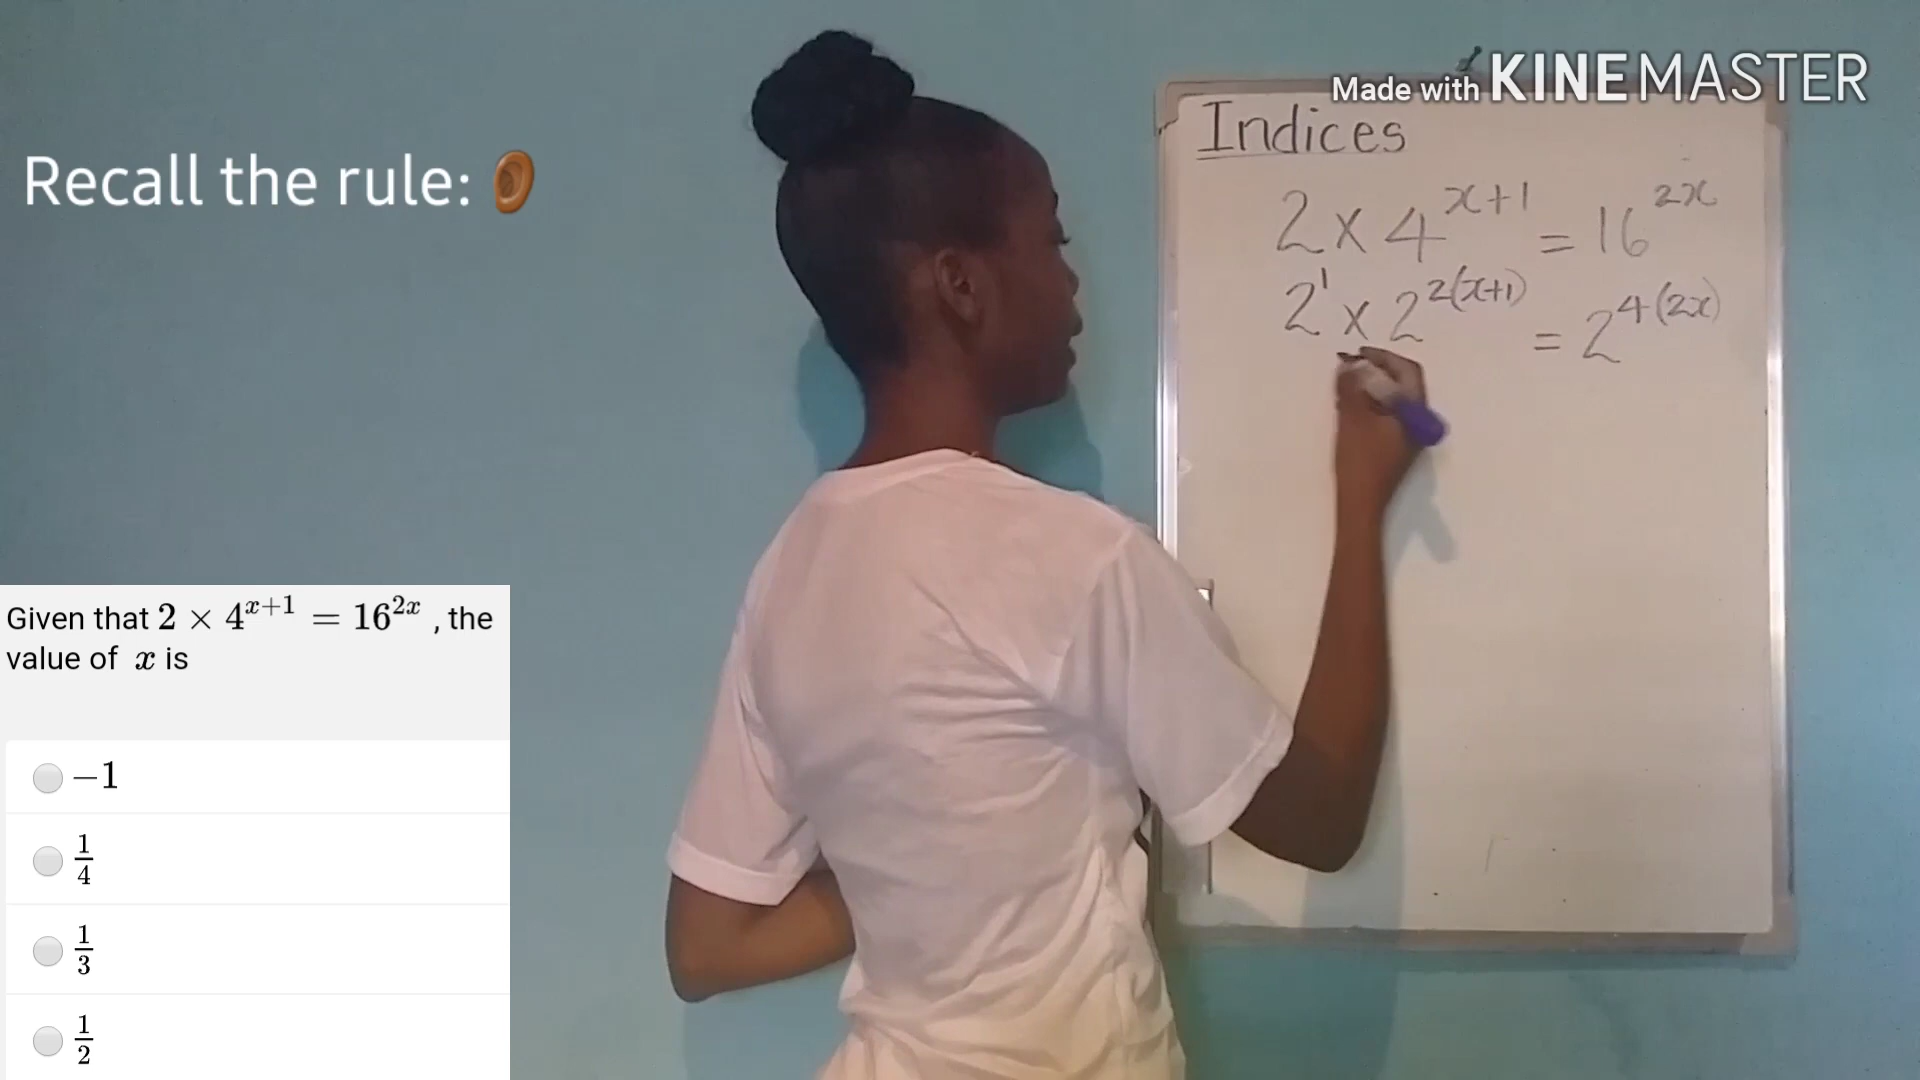 Made with KINEMASTER
Recall the rule:
Indices
2 × 4^{x+1} = 16^{2x}
2^1 × 2^{2(x+1)} = 2^{4(2x)}
Given that 2 × 4^{x+1} = 16^{2x} , the
value of x is
−1
1/4
1/3
1/2